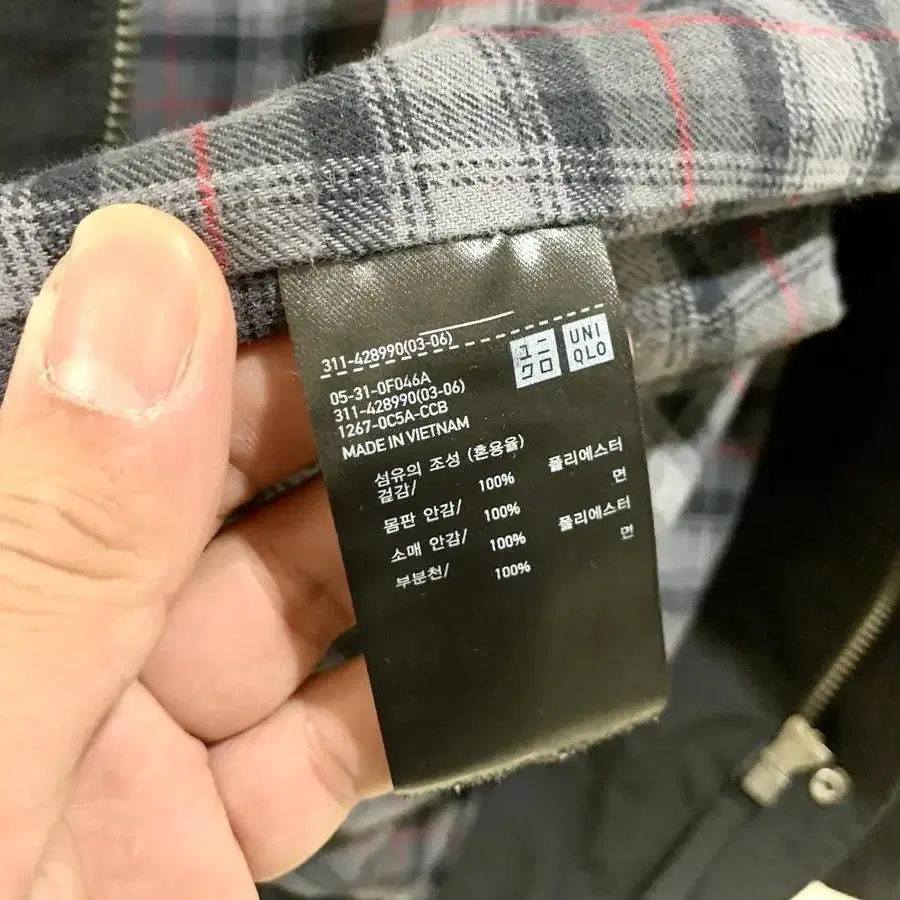 311-428990(03-06)
ユニ
クロ
UNI
QLO
05-31-0F046A
311-428990(03-06)
1267-0C5A-CCB
MADE IN VIETNAM
섬유의 조성 (혼용율)
겉감/ 100% 폴리에스터
몸판 안감/ 100% 면
소매 안감/ 100% 폴리에스터
부분천/ 100% 면